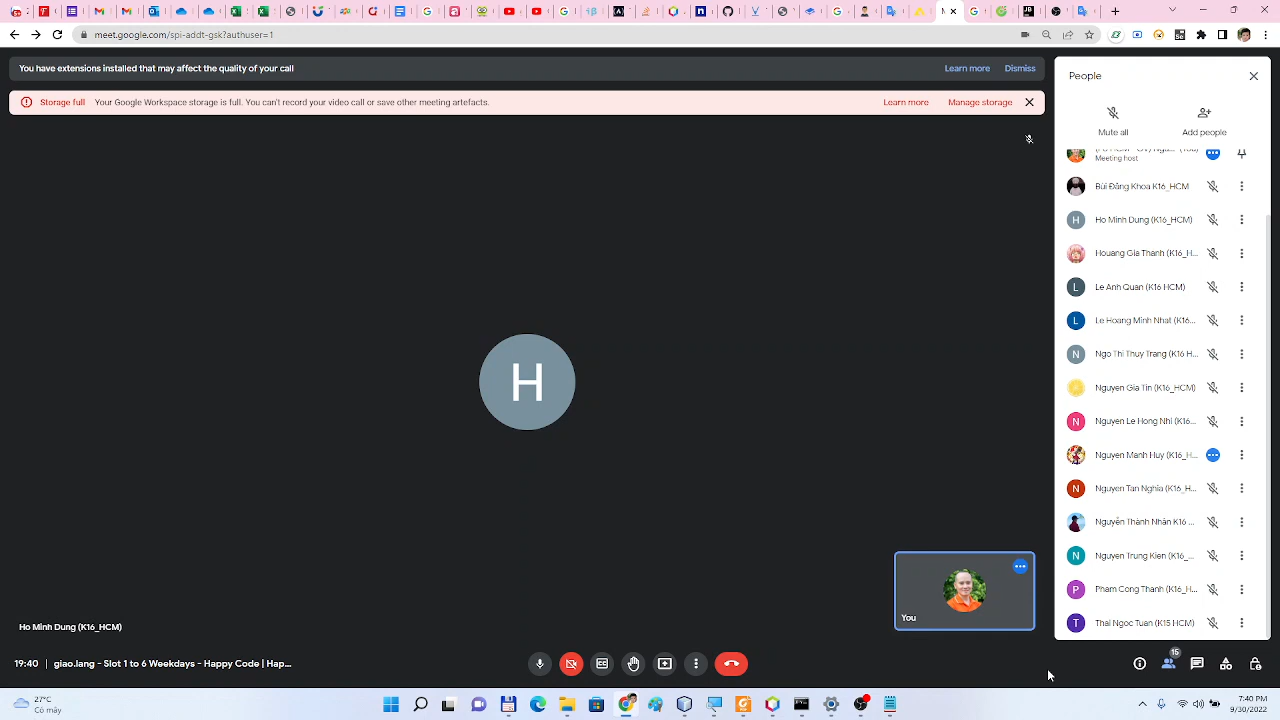 meet.google.com/spi-addt-gsk?authuser=1
You have extensions installed that may affect the quality of your call
Learn more
Dismiss
Storage full
Your Google Workspace storage is full. You can't record your video call or save other meeting artefacts.
Learn more
Manage storage
People
Mute all
Add people
Meeting host
Bùi Đăng Khoa K16_HCM
H
Ho Minh Dung (K16_HCM)
Houang Gia Thanh (K16_H...
L
Le Anh Quan (K16 HCM)
L
Le Hoang Minh Nhat (K16...
N
Ngo Thi Thuy Trang (K16 H...
Nguyen Gia Tin (K16_HCM)
N
Nguyen Le Hong Nhi (K16...
Nguyen Manh Huy (K16_H...
N
Nguyen Tan Nghia (K16_H...
Nguyễn Thành Nhân K16 ...
N
Nguyen Trung Kien (K16_...
P
Pham Cong Thanh (K16_H...
T
Thai Ngoc Tuan (K15 HCM)
H
You
Ho Minh Dung (K16_HCM)
19:40 | giao.lang - Slot 1 to 6 Weekdays - Happy Code | Hap...
15
27°C
Có mây
7:40 PM
9/30/2022